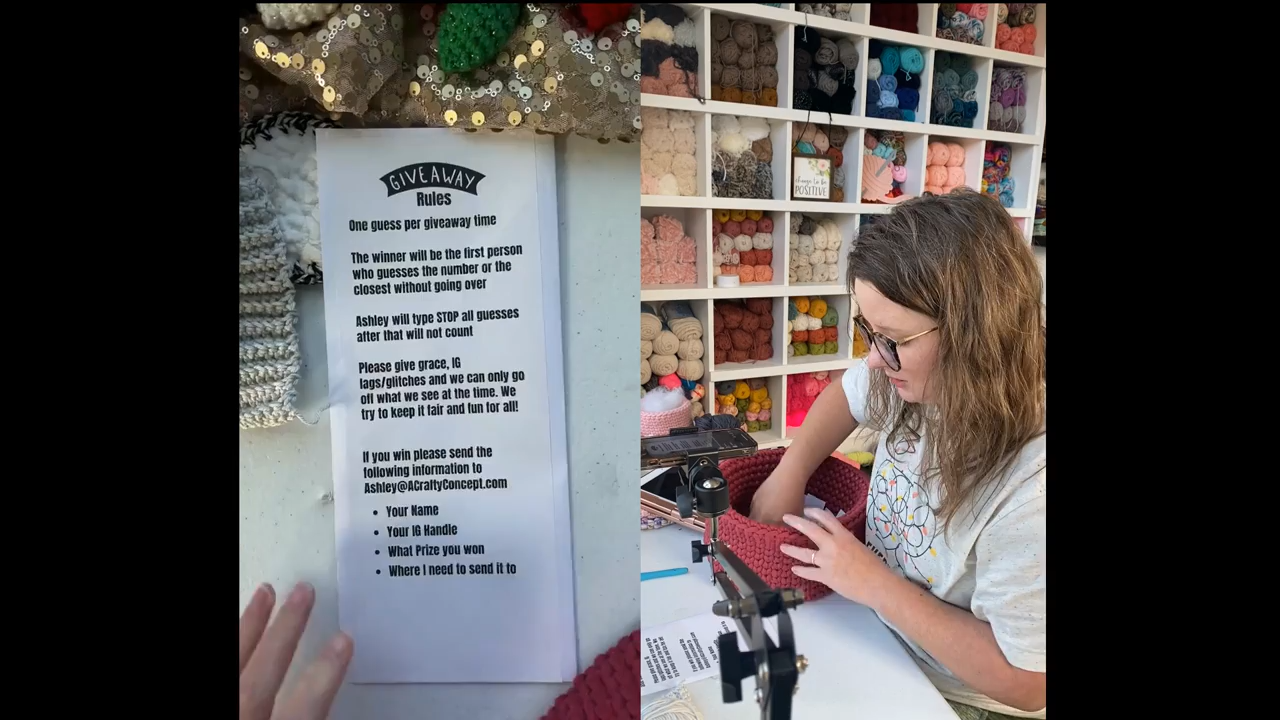 GIVEAWAY
Rules
One guess per giveaway time
The winner will be the first person
who guesses the number or the
closest without going over
Ashley will type STOP all guesses
after that will not count
Please give grace, IG
lags/glitches and we can only go
off what we see at the time. We
try to keep it fair and fun for all!
If you win please send the
following information to
Ashley@ACraftyConcept.com
• Your Name
• Your IG Handle
• What Prize you won
• Where I need to send it to
POSITIVE